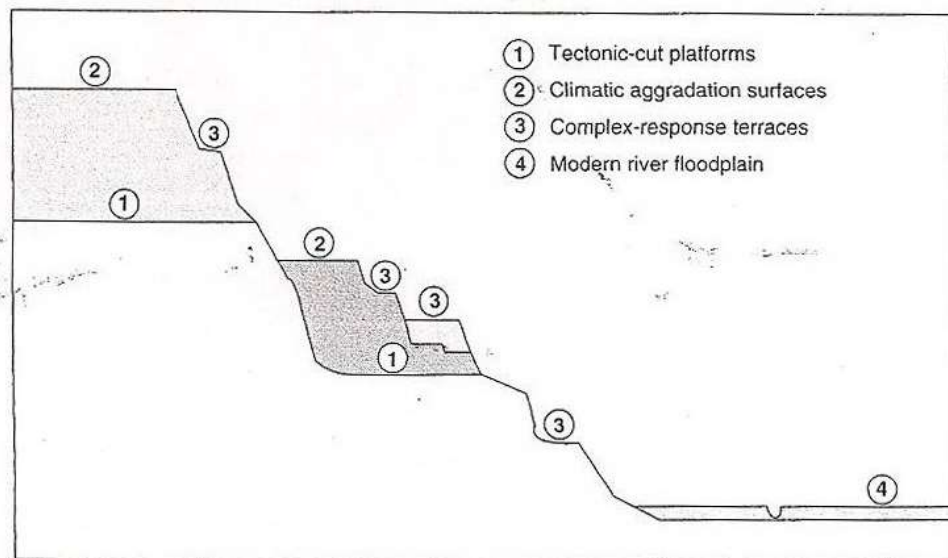 ① Tectonic-cut platforms
② Climatic aggradation surfaces
③ Complex-response terraces
④ Modern river floodplain
②
③
①
②
③
③
①
③
④